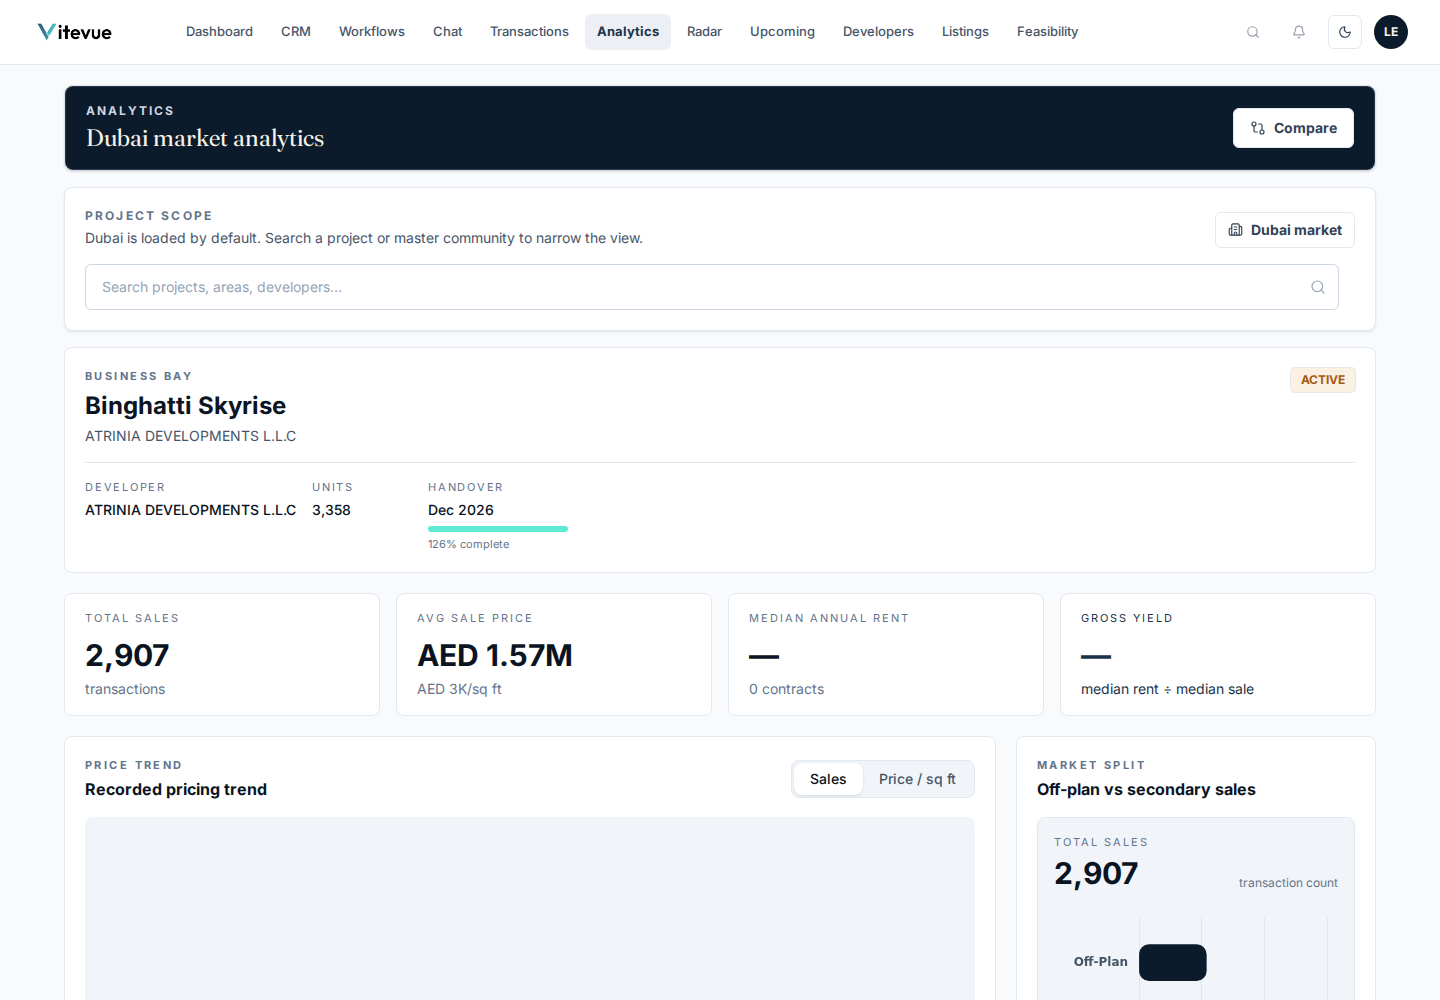 Vitevue
Dashboard CRM Workflows Chat Transactions Analytics Radar Upcoming Developers Listings Feasibility
LE
ANALYTICS
Dubai market analytics
Compare
PROJECT SCOPE
Dubai is loaded by default. Search a project or master community to narrow the view.
Dubai market
Search projects, areas, developers...
BUSINESS BAY
ACTIVE
Binghatti Skyrise
ATRINIA DEVELOPMENTS L.L.C
DEVELOPER UNITS HANDOVER
ATRINIA DEVELOPMENTS L.L.C 3,358 Dec 2026
126% complete
TOTAL SALES
2,907
transactions
AVG SALE PRICE
AED 1.57M
AED 3K/sq ft
MEDIAN ANNUAL RENT
—
0 contracts
GROSS YIELD
—
median rent ÷ median sale
PRICE TREND
Recorded pricing trend
Sales Price / sq ft
MARKET SPLIT
Off-plan vs secondary sales
TOTAL SALES
2,907
transaction count
Off-Plan